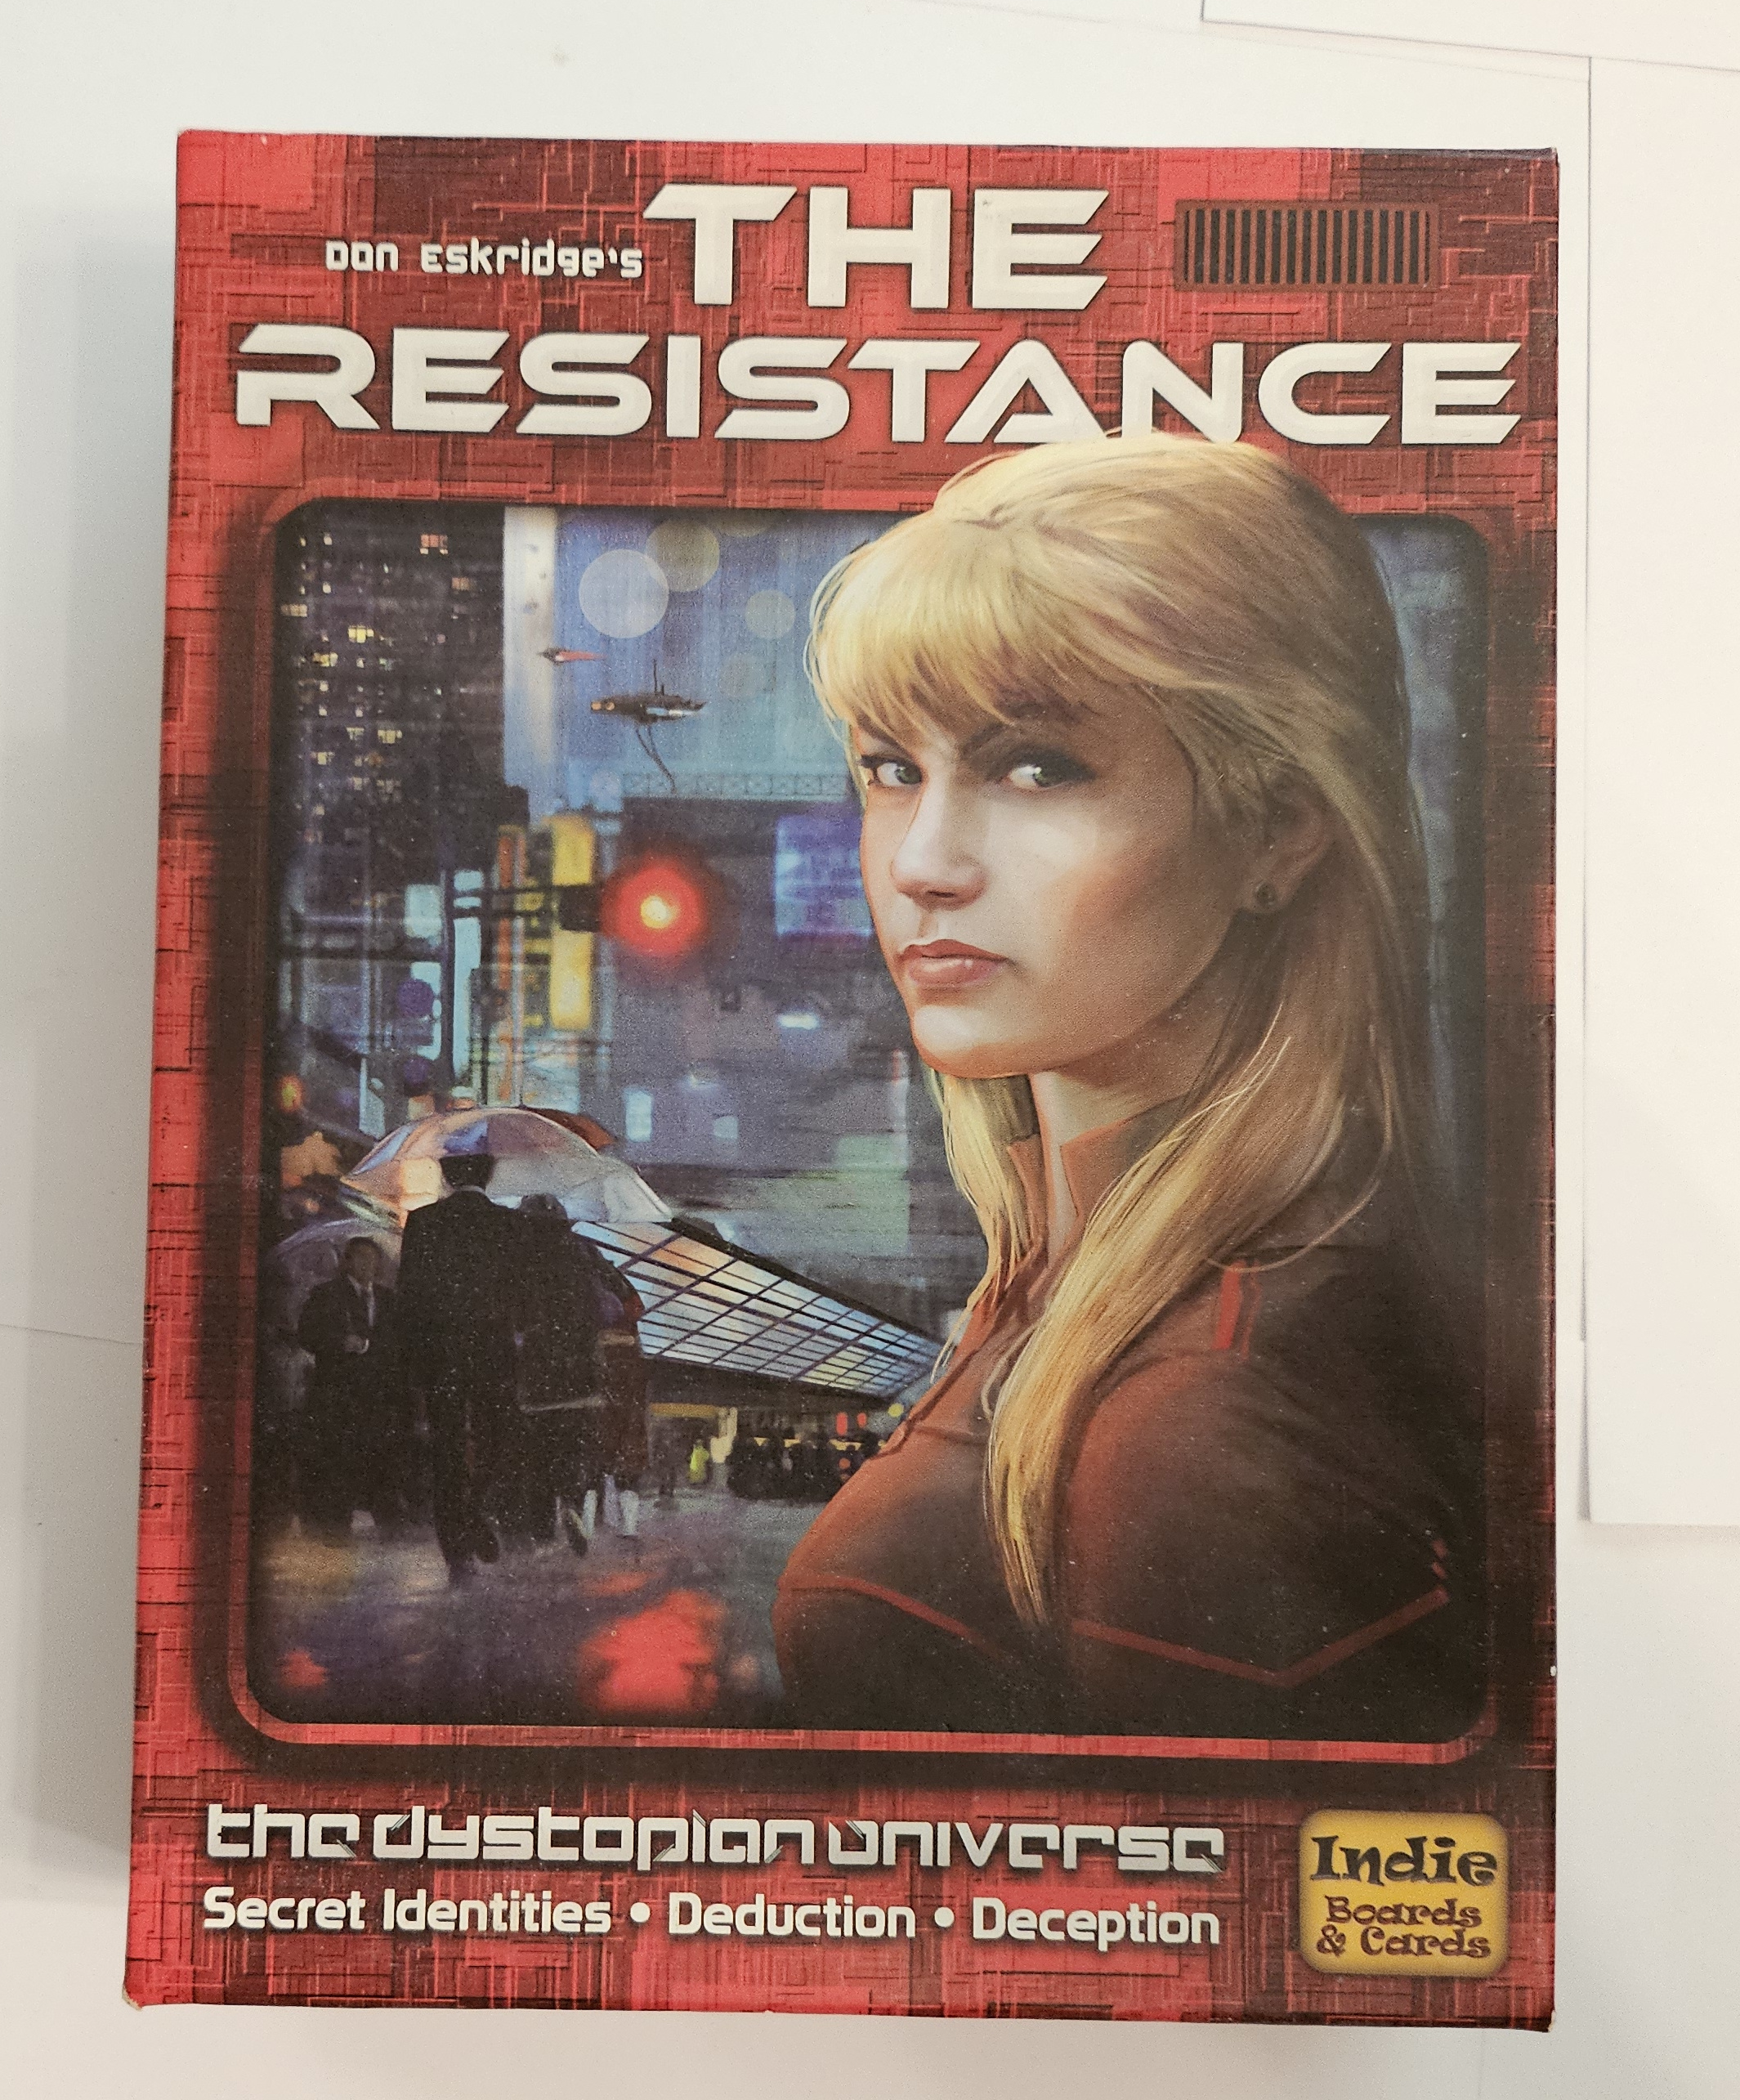 Don Eskridge's THE
RESISTANCE
the dystopian universe
Secret Identities • Deduction • Deception
Indie
Boards
& Cards